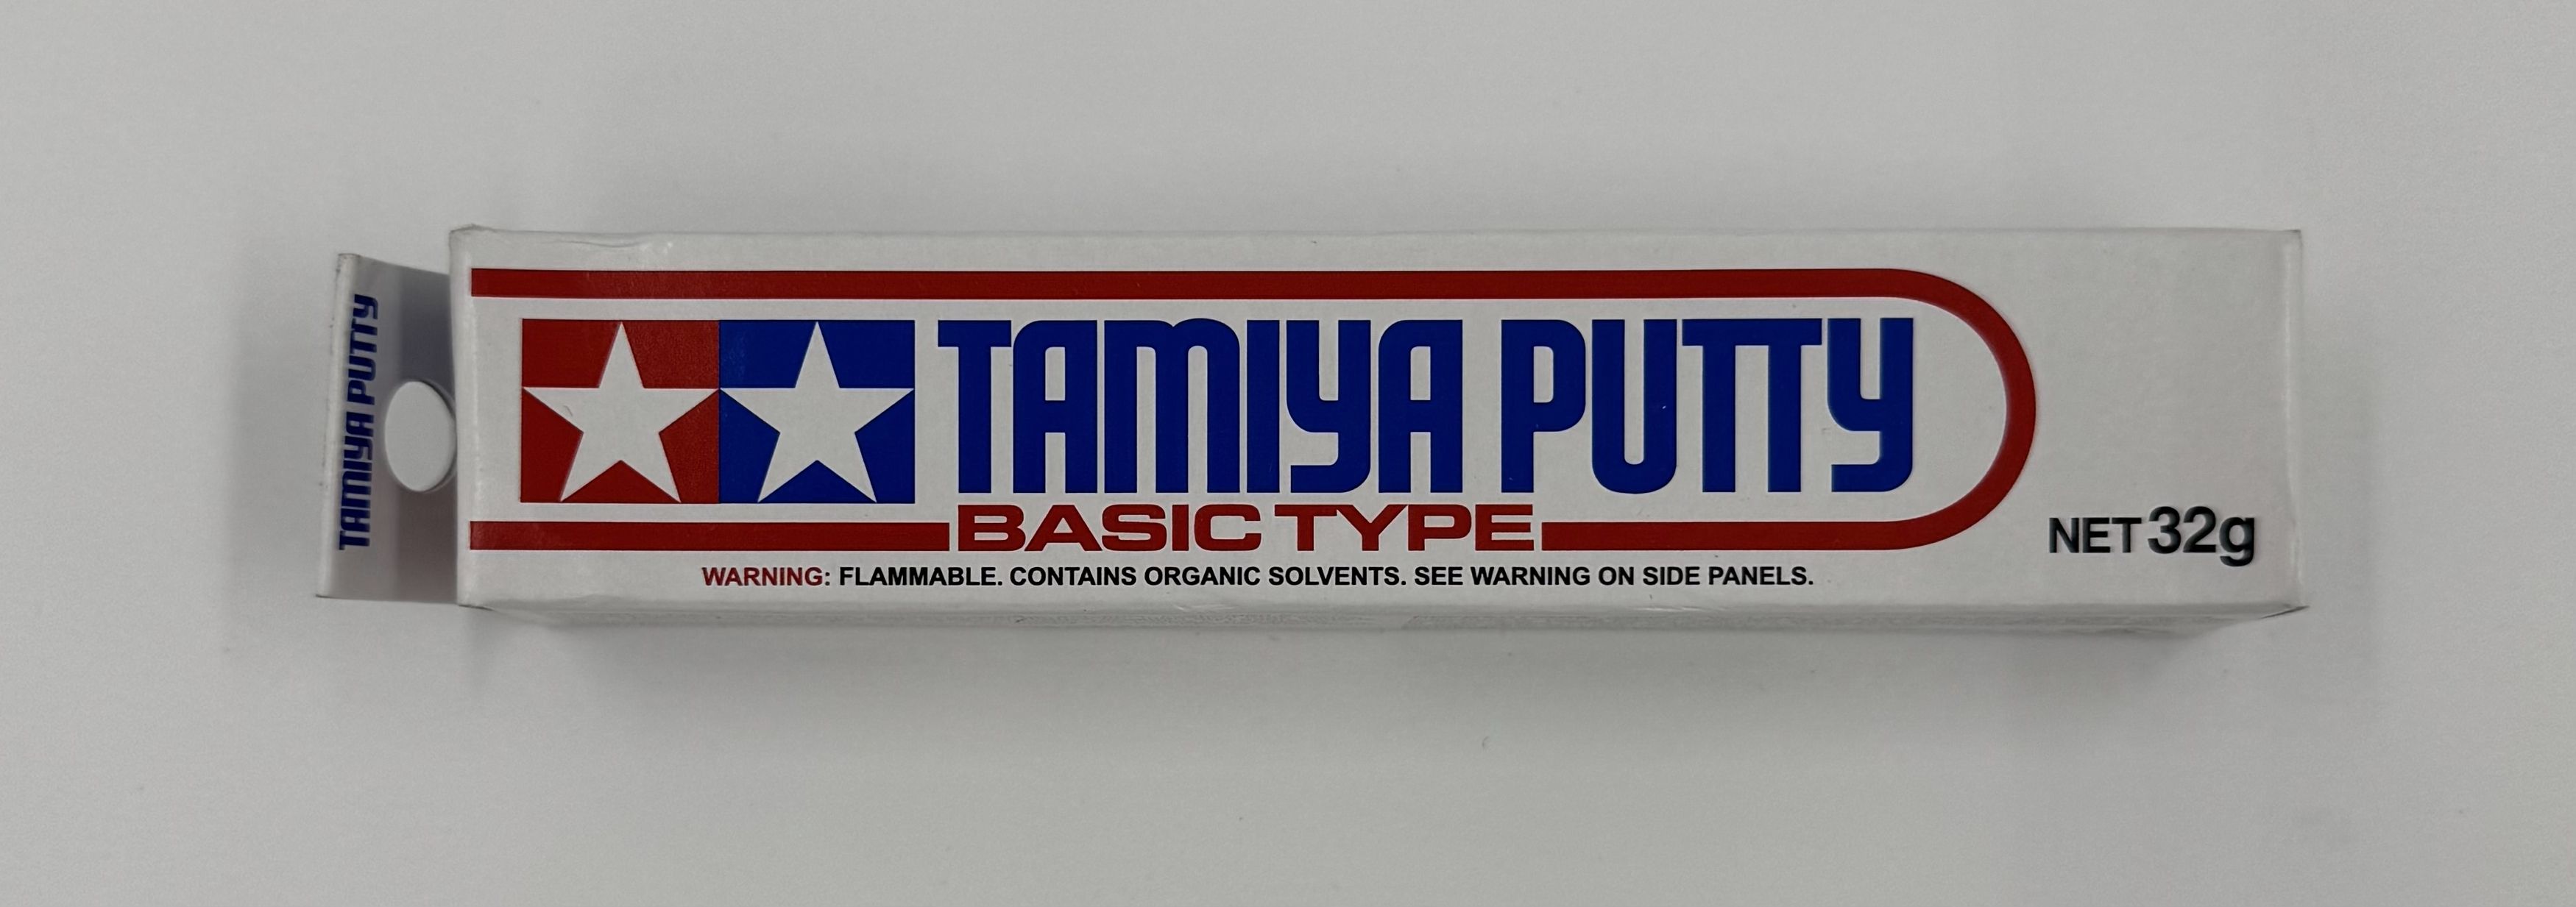 TAMIYA PUTTY
TAMIYA PUTTY
BASIC TYPE
NET 32g
WARNING: FLAMMABLE. CONTAINS ORGANIC SOLVENTS. SEE WARNING ON SIDE PANELS.